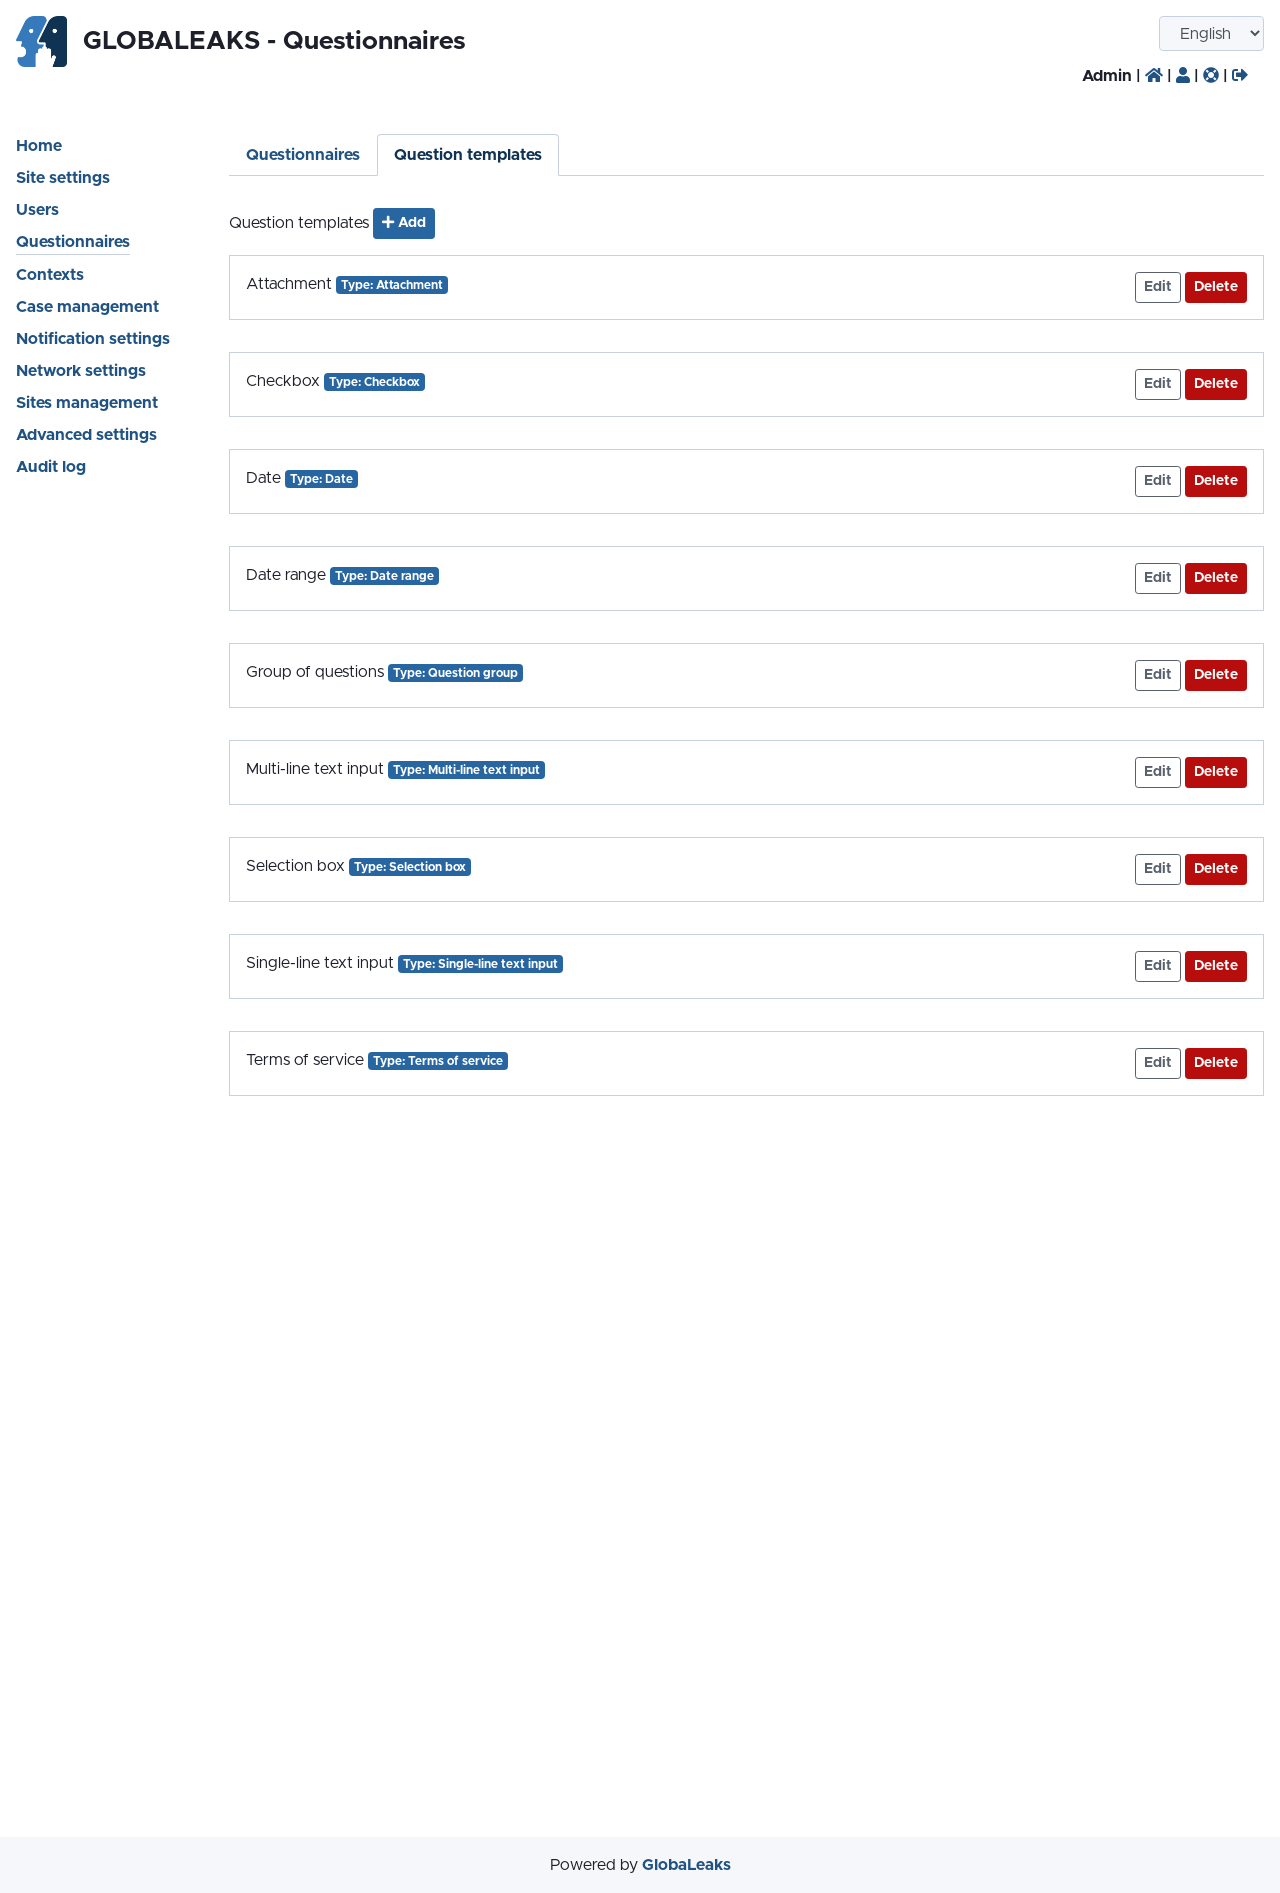 GLOBALEAKS - Questionnaires
English
Admin | | | |
Home
Site settings
Users
Questionnaires
Contexts
Case management
Notification settings
Network settings
Sites management
Advanced settings
Audit log
Questionnaires Question templates
Question templates Add
Attachment Type: Attachment Edit Delete
Checkbox Type: Checkbox Edit Delete
Date Type: Date Edit Delete
Date range Type: Date range Edit Delete
Group of questions Type: Question group Edit Delete
Multi-line text input Type: Multi-line text input Edit Delete
Selection box Type: Selection box Edit Delete
Single-line text input Type: Single-line text input Edit Delete
Terms of service Type: Terms of service Edit Delete
Powered by GlobaLeaks